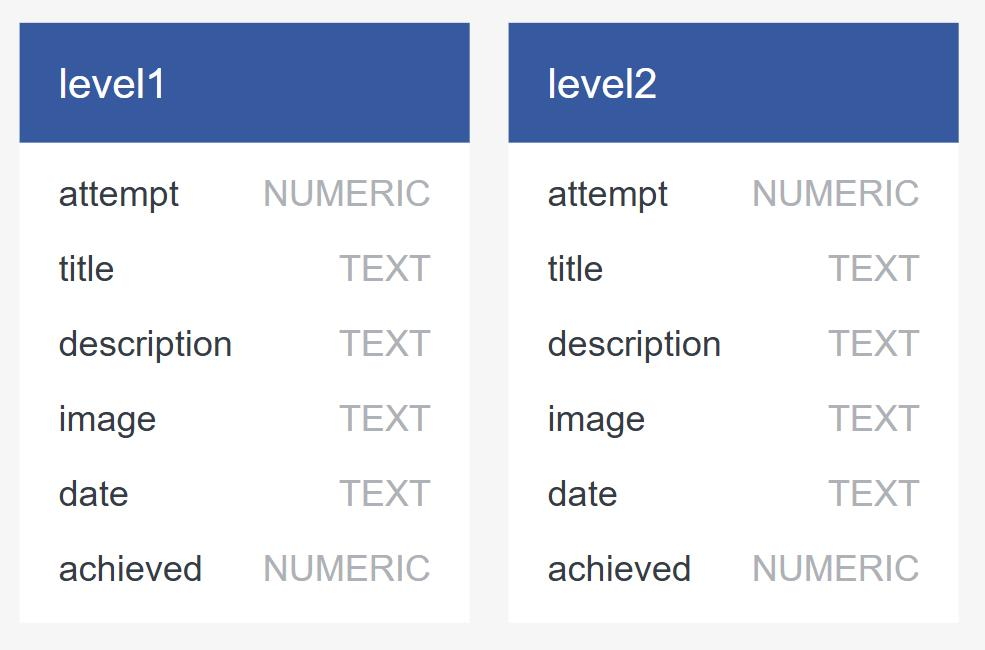 level1
attempt NUMERIC
title TEXT
description TEXT
image TEXT
date TEXT
achieved NUMERIC
level2
attempt NUMERIC
title TEXT
description TEXT
image TEXT
date TEXT
achieved NUMERIC